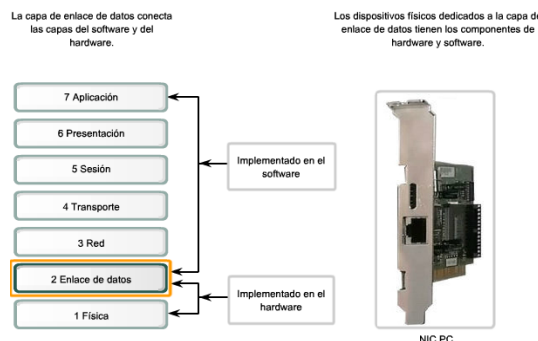 La capa de enlace de datos conecta
las capas del software y del
hardware.
Los dispositivos físicos dedicados a la capa de
enlace de datos tienen los componentes de
hardware y software.
7 Aplicación
6 Presentación
5 Sesión
4 Transporte
3 Red
2 Enlace de datos
1 Física
Implementado en el
software
Implementado en el
hardware
NIC PC